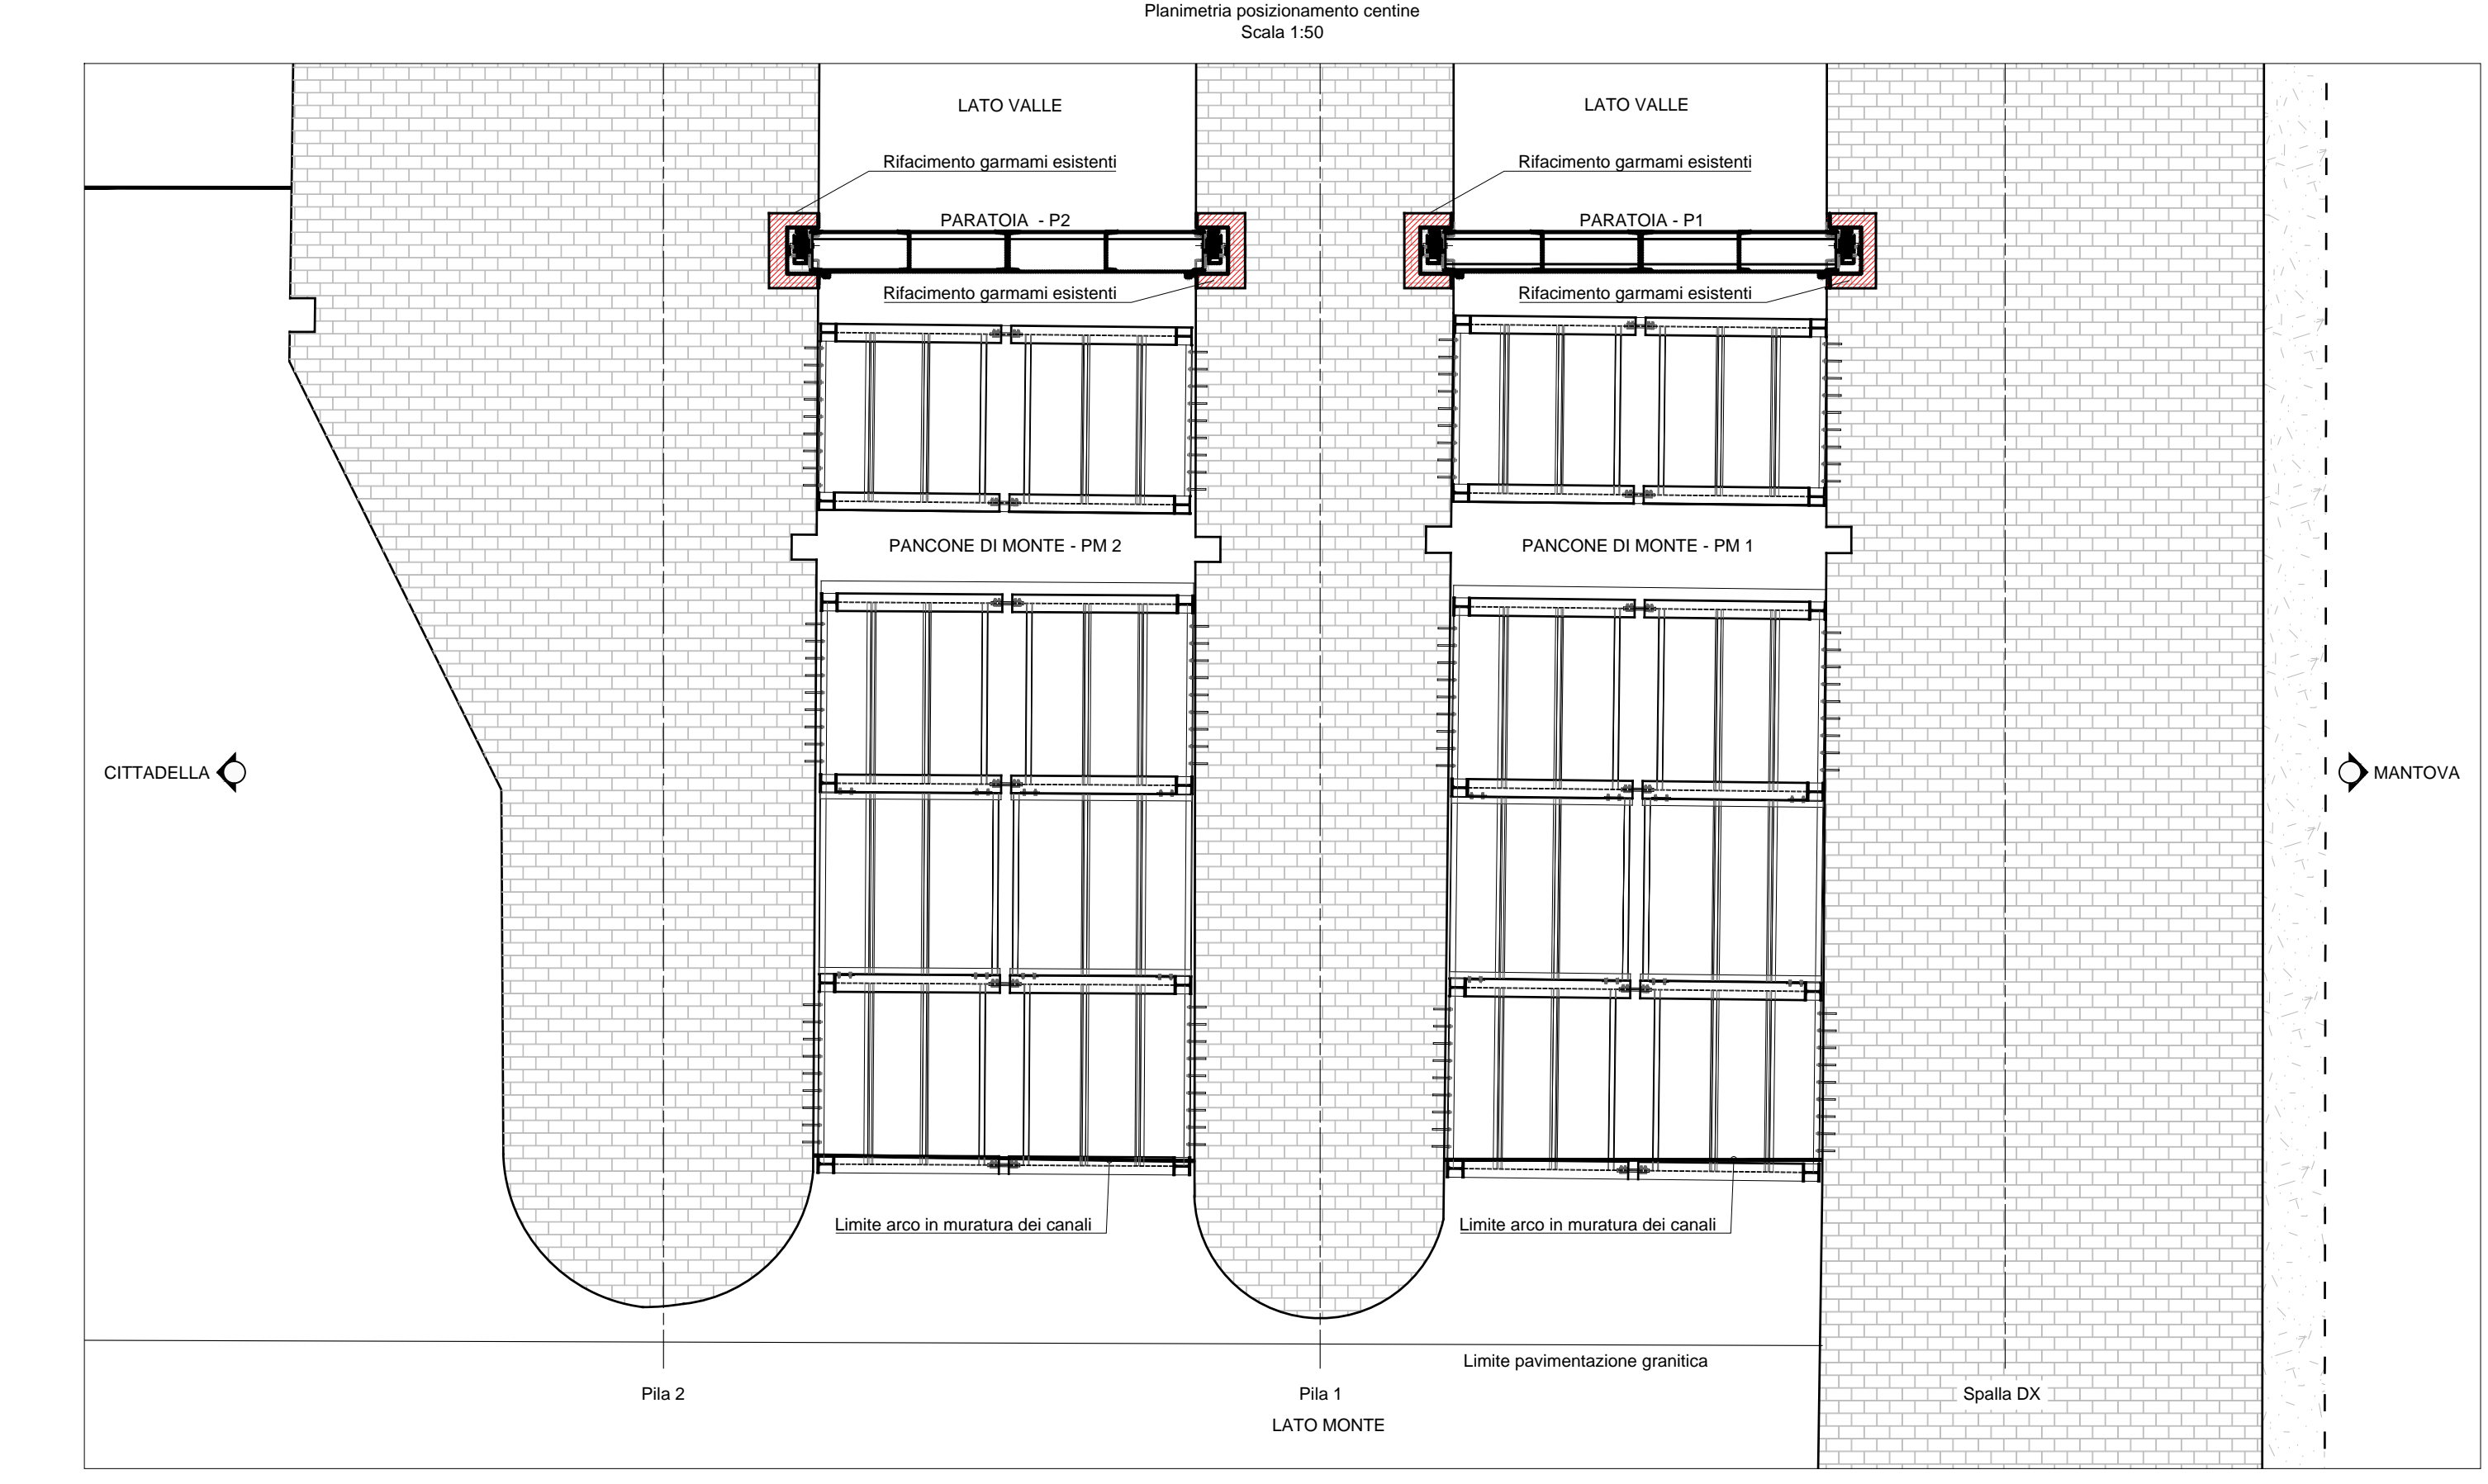 Planimetria posizionamento centine
Scala 1:50
LATO VALLE
LATO VALLE
Rifacimento garmami esistenti
Rifacimento garmami esistenti
PARATOIA - P2
PARATOIA - P1
Rifacimento garmami esistenti
Rifacimento garmami esistenti
PANCONE DI MONTE - PM 2
PANCONE DI MONTE - PM 1
CITTADELLA
MANTOVA
Limite arco in muratura dei canali
Limite arco in muratura dei canali
Limite pavimentazione granitica
Pila 2
Pila 1
Spalla DX
LATO MONTE